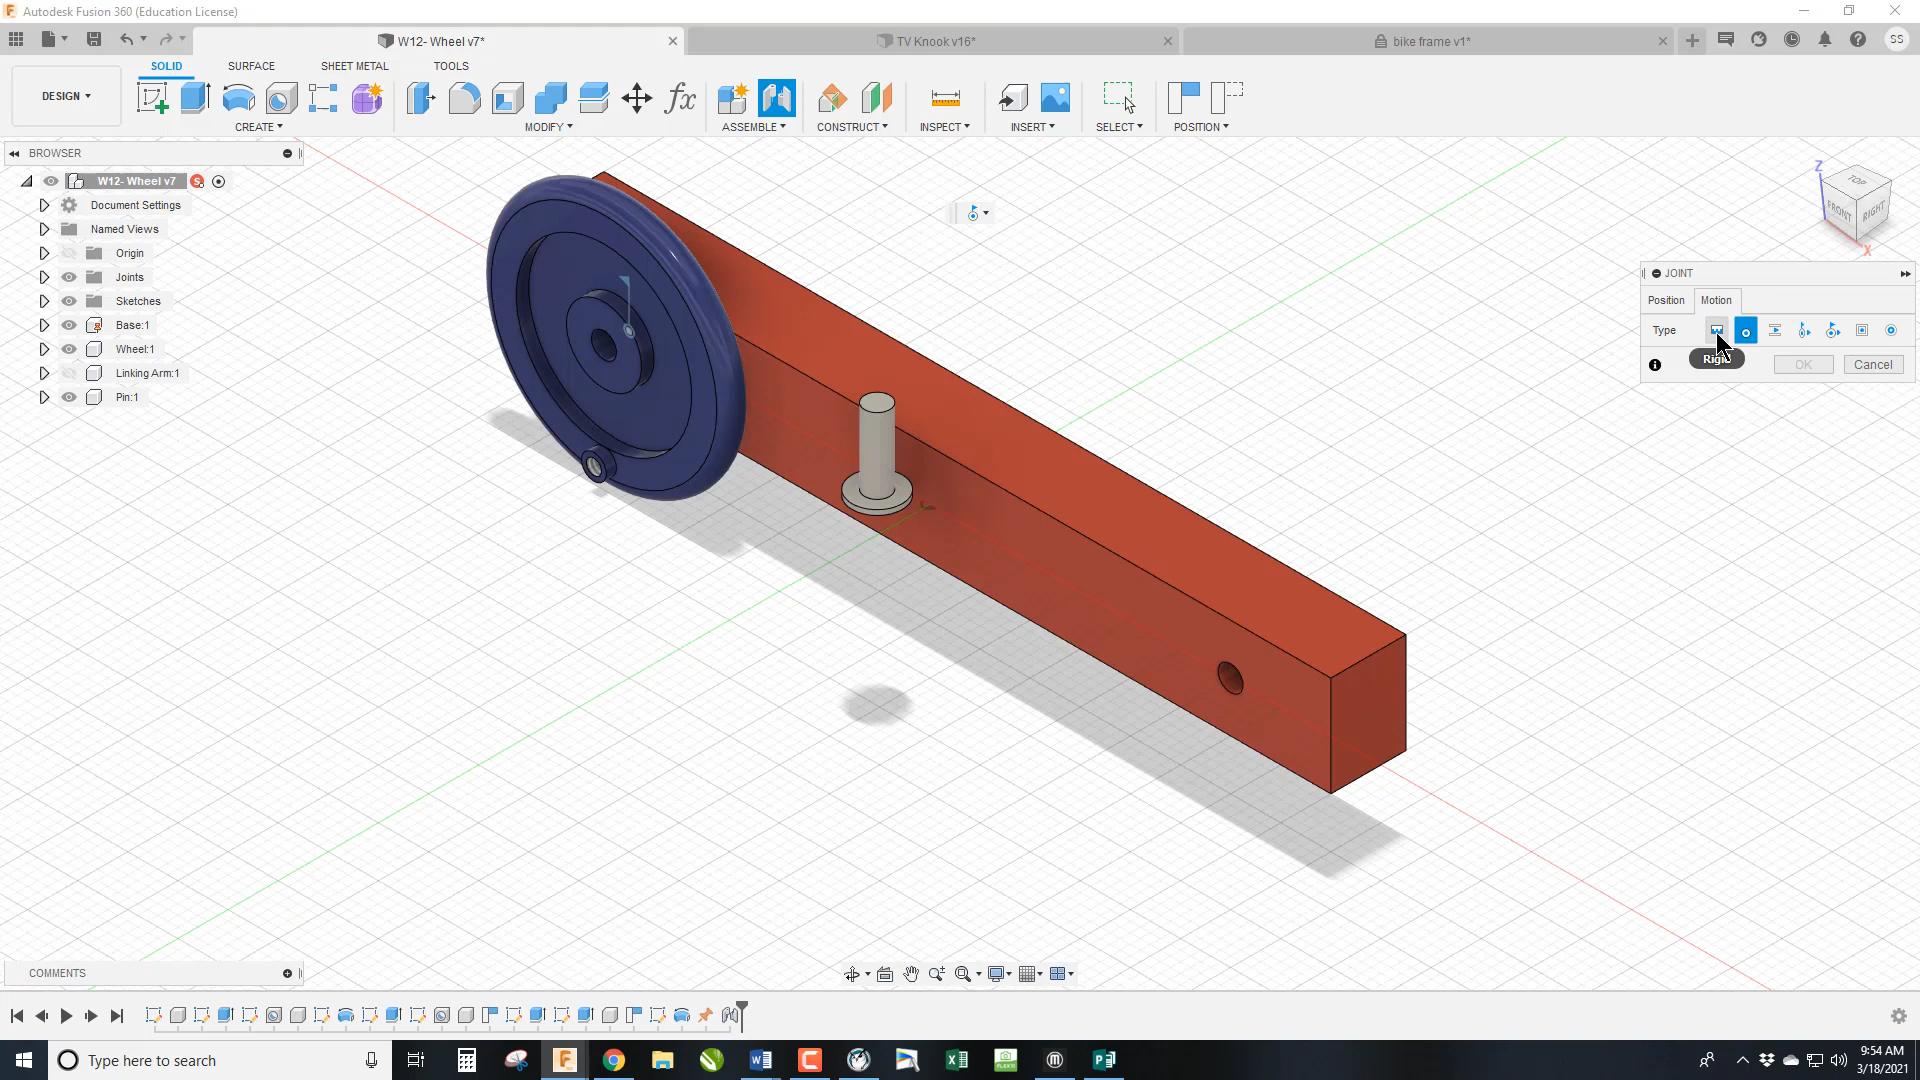 Autodesk Fusion 360 (Education License)
W12- Wheel v7*
TV Knook v16*
bike frame v1*
SS
DESIGN
SOLID
SURFACE
SHEET METAL
TOOLS
fx
CREATE
MODIFY
ASSEMBLE
CONSTRUCT
INSPECT
INSERT
SELECT
POSITION
BROWSER
W12- Wheel v7
Document Settings
Named Views
Origin
Joints
Sketches
Base:1
Wheel:1
Linking Arm:1
Pin:1
Z
TOP
FRONT
RIGHT
X
JOINT
Position
Motion
Type
OK
Cancel
COMMENTS
Type here to search
9:54 AM
3/18/2021